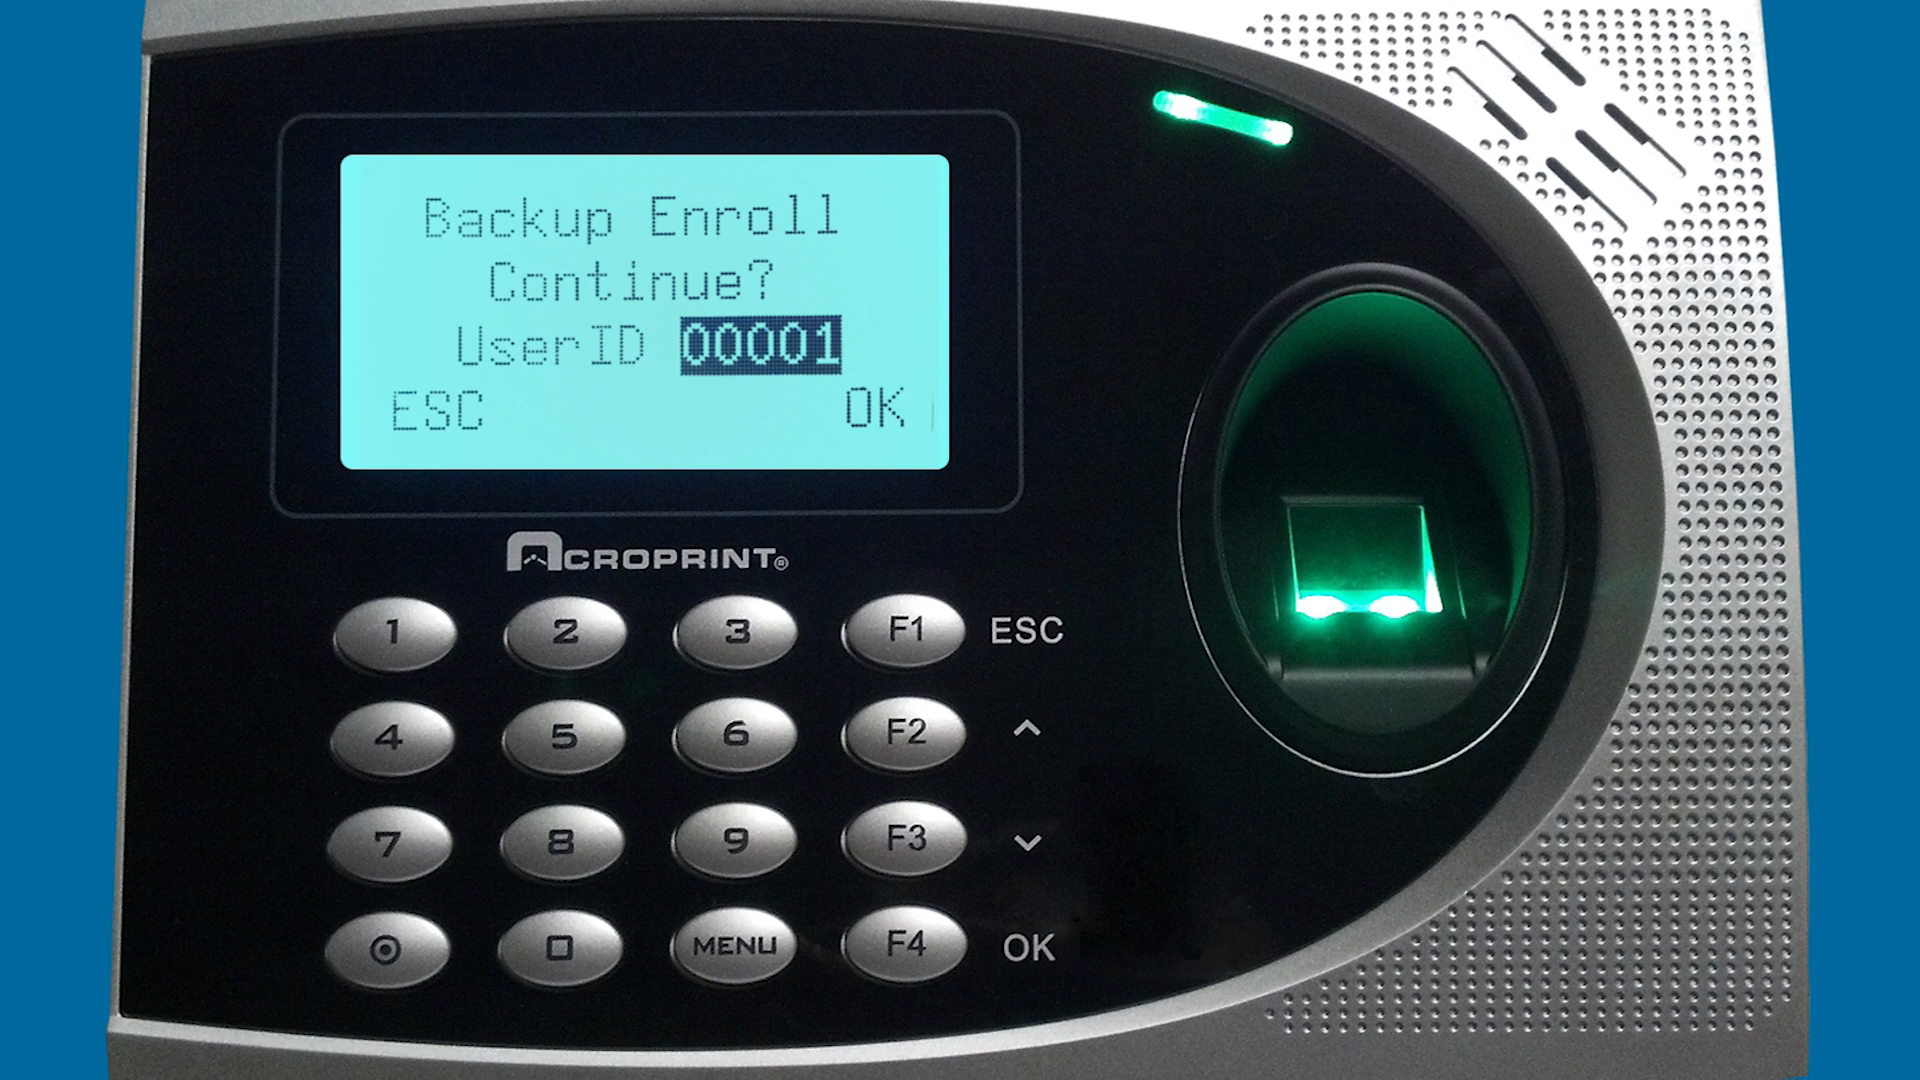 Backup Enroll
Continue?
UserID 00001
ESC OK
ACROPRINT®
1 2 3 F1 ESC
4 5 6 F2
7 8 9 F3
0 MENU F4 OK